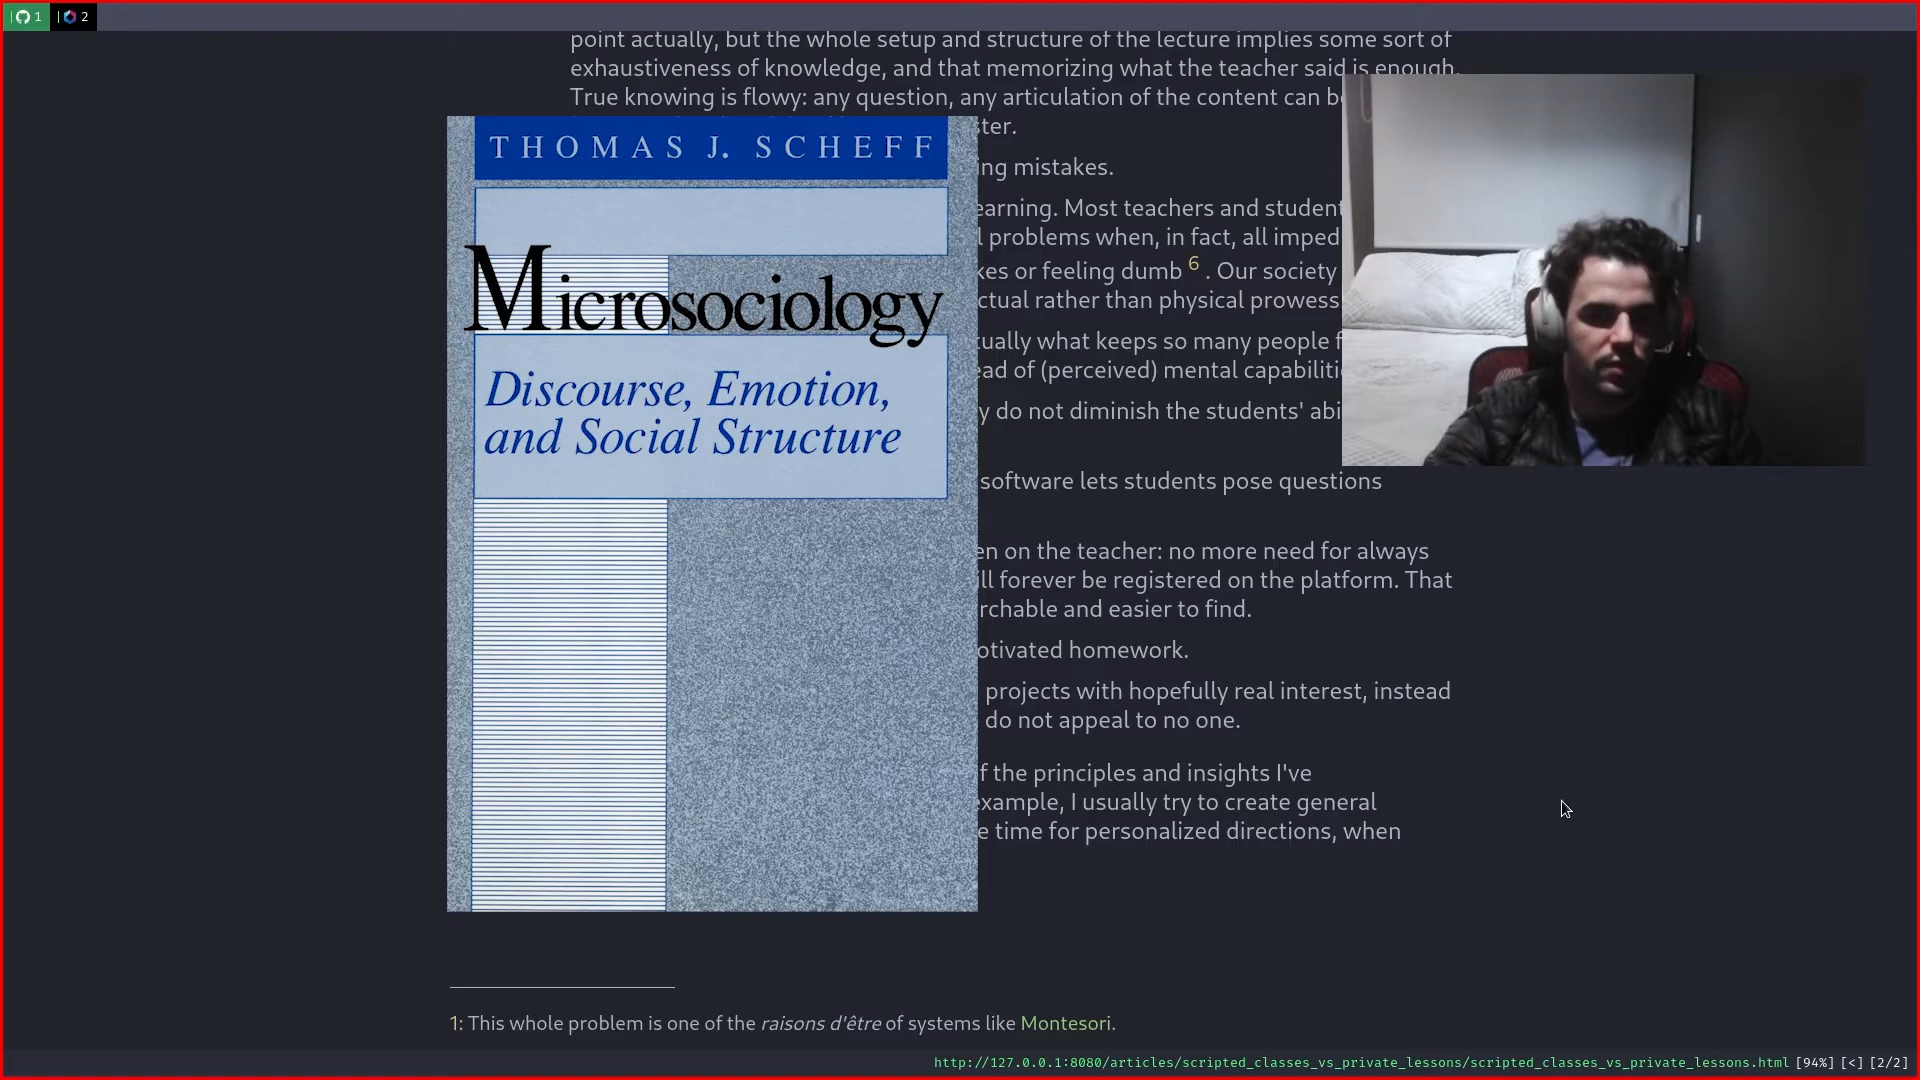 1
2
point actually, but the whole setup and structure of the lecture implies some sort of
exhaustiveness of knowledge, and that memorizing what the teacher said is enough.
True knowing is flowy: any question, any articulation of the content can
ster.
THOMAS J. SCHEFF
ing mistakes.
earning. Most teachers and student
l problems when, in fact, all imped
kes or feeling dumb 6 . Our society
ctual rather than physical prowess
Microsociology
tually what keeps so many people f
ead of (perceived) mental capabiliti
y do not diminish the students' abi
Discourse, Emotion,
and Social Structure
software lets students pose questions
en on the teacher: no more need for always
ill forever be registered on the platform. That
rchable and easier to find.
otivated homework.
projects with hopefully real interest, instead
do not appeal to no one.
f the principles and insights I've
example, I usually try to create general
e time for personalized directions, when
1: This whole problem is one of the raisons d'être of systems like Montesori.
http://127.0.0.1:8080/articles/scripted_classes_vs_private_lessons/scripted_classes_vs_private_lessons.html [94%] [<] [2/2]